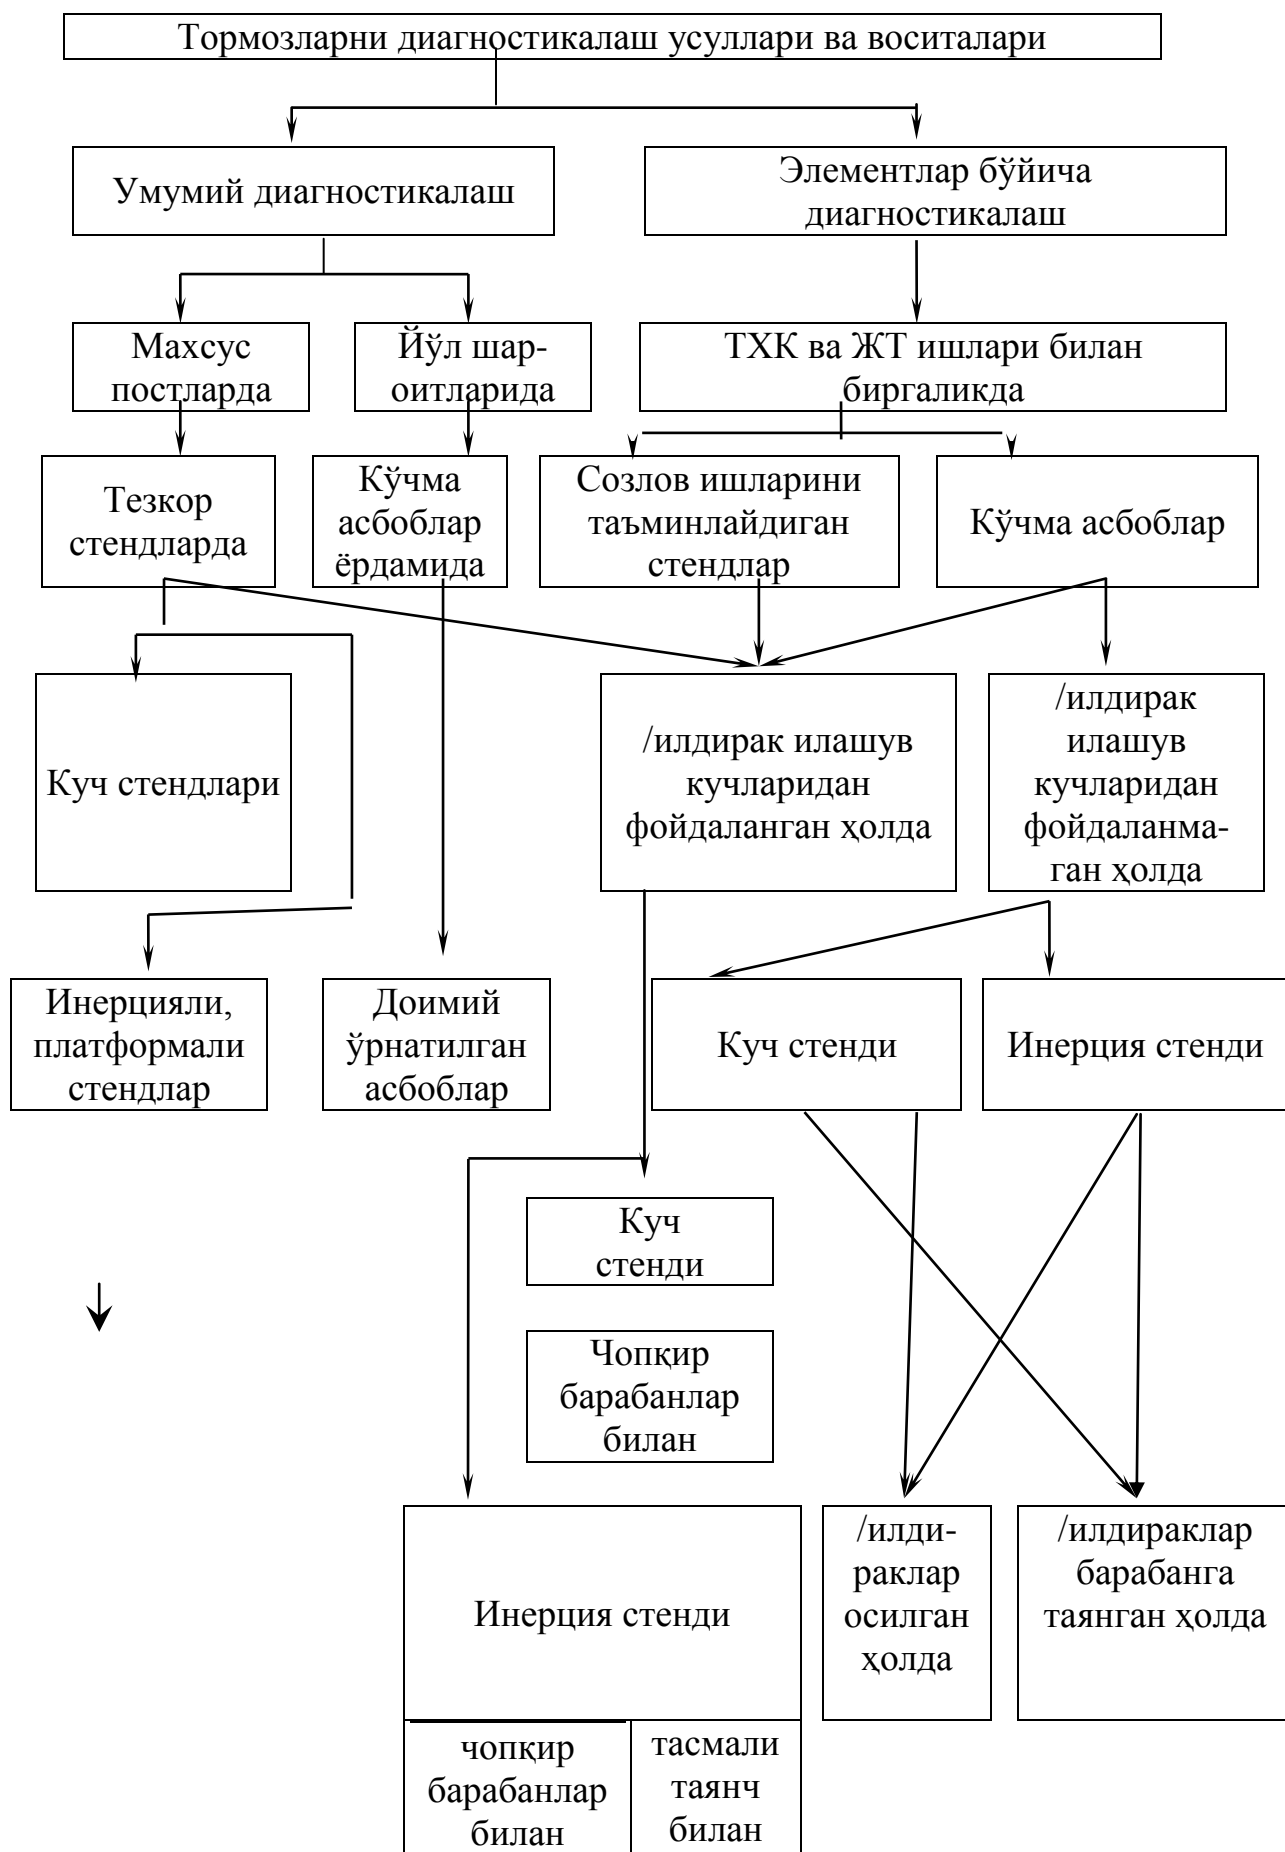 Тормозларни диагностикалаш усуллари ва воситалари
Умумий диагностикалаш
Элементлар бўйича
диагностикалаш
Махсус
постларда
Йўл шар-
оитларида
ТХК ва ЖТ ишлари билан
биргаликда
Тезкор
стендларда
Кўчма
асбоблар
ёрдамида
Созлов ишларини
таъминлайдиган
стендлар
Кўчма асбоблар
Куч стендлари
/илдирак илашув
кучларидан
фойдаланган ҳолда
/илдирак
илашув
кучларидан
фойдаланма-
ган ҳолда
Инерцияли,
платформали
стендлар
Доимий
ўрнатилган
асбоблар
Куч стенди
Инерция стенди
Куч
стенди
Чопқир
барабанлар
билан
Инерция стенди
/илди-
раклар
осилган
ҳолда
/илдираклар
барабанга
таянган ҳолда
чопқир
барабанлар
билан
тасмали
таянч
билан